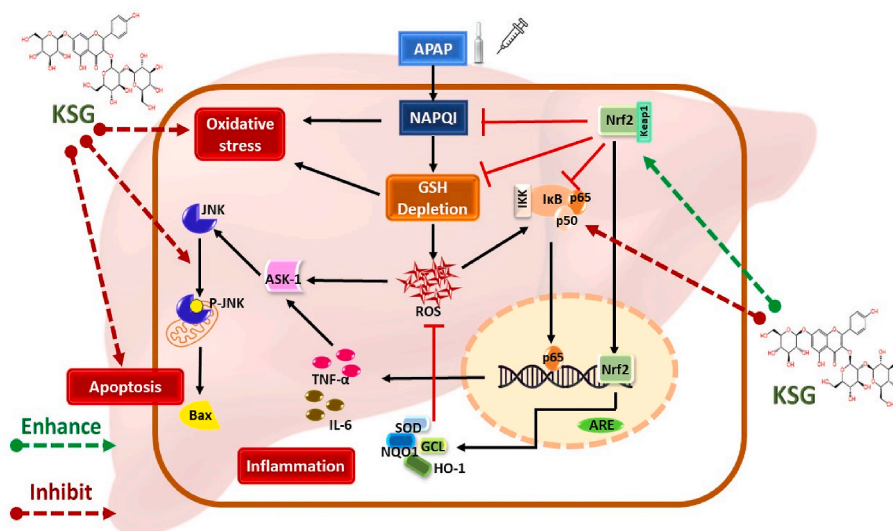 APAP
KSG
Oxidative
stress
NAPQI
Nrf2
Keap1
GSH
Depletion
IKK
IκB
p65
p50
JNK
ASK-1
ROS
P-JNK
p65
Nrf2
TNF-α
Apoptosis
Bax
IL-6
SOD
GCL
NQO1
HO-1
ARE
KSG
Enhance
Inflammation
Inhibit